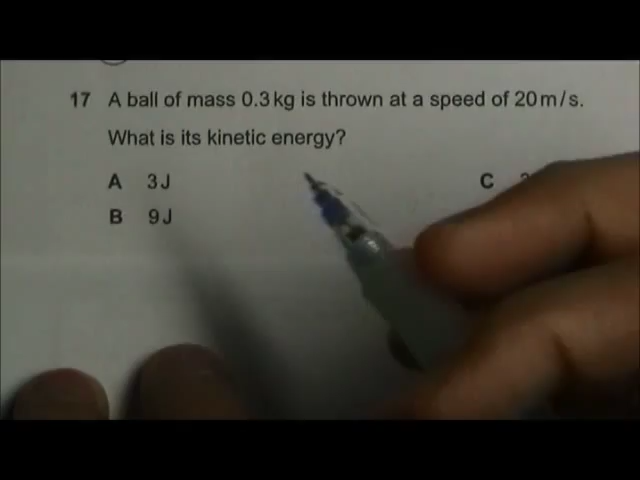 17 A ball of mass 0.3 kg is thrown at a speed of 20 m/s.
What is its kinetic energy?
A 3 J
C
B 9 J